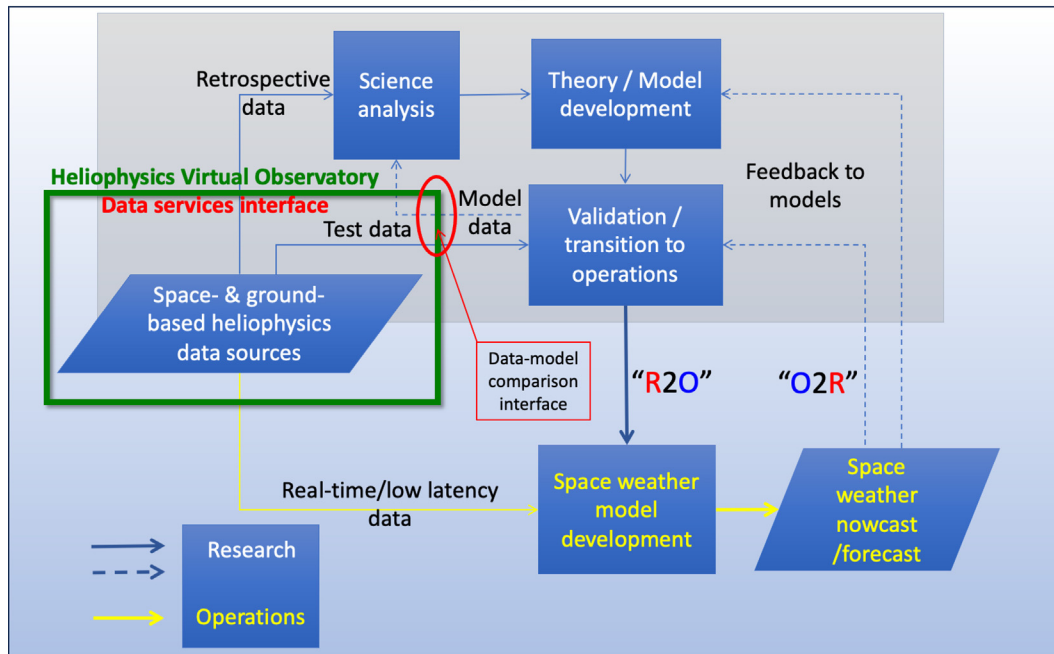 Retrospective
data
Science
analysis
Theory / Model
development
Heliophysics Virtual Observatory
Data services interface
Test data
Model
data
Validation /
transition to
operations
Feedback to
models
Space- & ground-
based heliophysics
data sources
Data-model
comparison
interface
“R2O”
“O2R”
Real-time/low latency
data
Space weather
model
development
Space
weather
nowcast
/forecast
Research
Operations